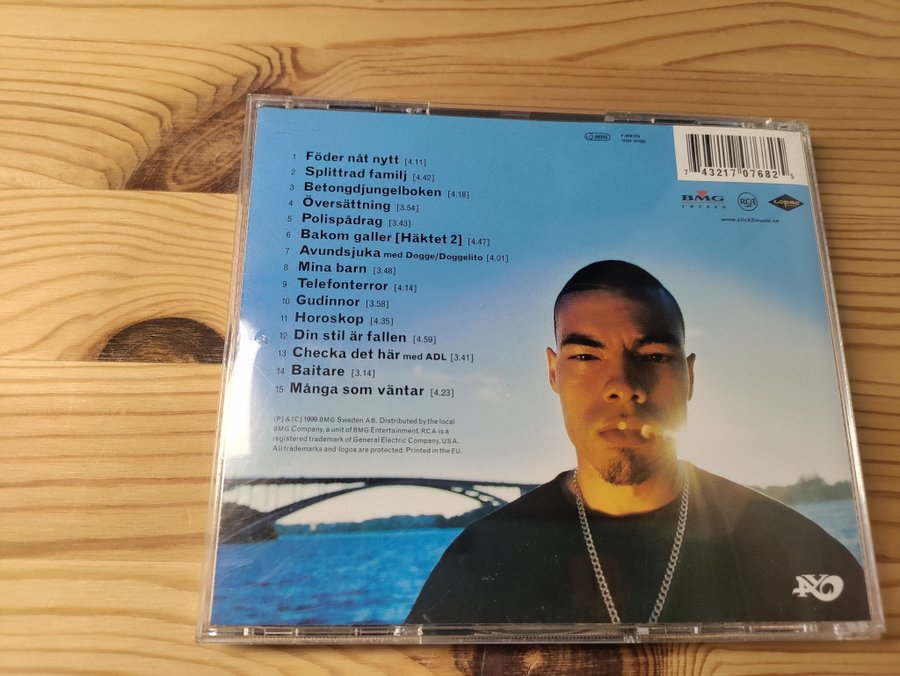 1 Föder nåt nytt [4.11]
2 Splittrad familj [4.42]
3 Betongdjungelboken [4.18]
4 Översättning [3.54]
5 Polispådrag [3.43]
6 Bakom galler [Häktet 2] [4.47]
7 Avundsjuka med Dogge/Doggelito [4.01]
8 Mina barn [3.48]
9 Telefonterror [4.14]
10 Gudinnor [3.58]
11 Horoskop [4.35]
12 Din stil är fallen [4.59]
13 Checka det här med ADL [3.41]
14 Baitare [3.14]
15 Många som väntar [4.23]
(P) & (C) 1999 BMG Sweden AB. Distributed by the local
BMG Company, a unit of BMG Entertainment. RCA is a
registered trademark of General Electric Company, USA.
All trademarks and logos are protected. Printed in the EU.
7 43217 07682 5
BMG
SWEDEN
RCA
Lopez